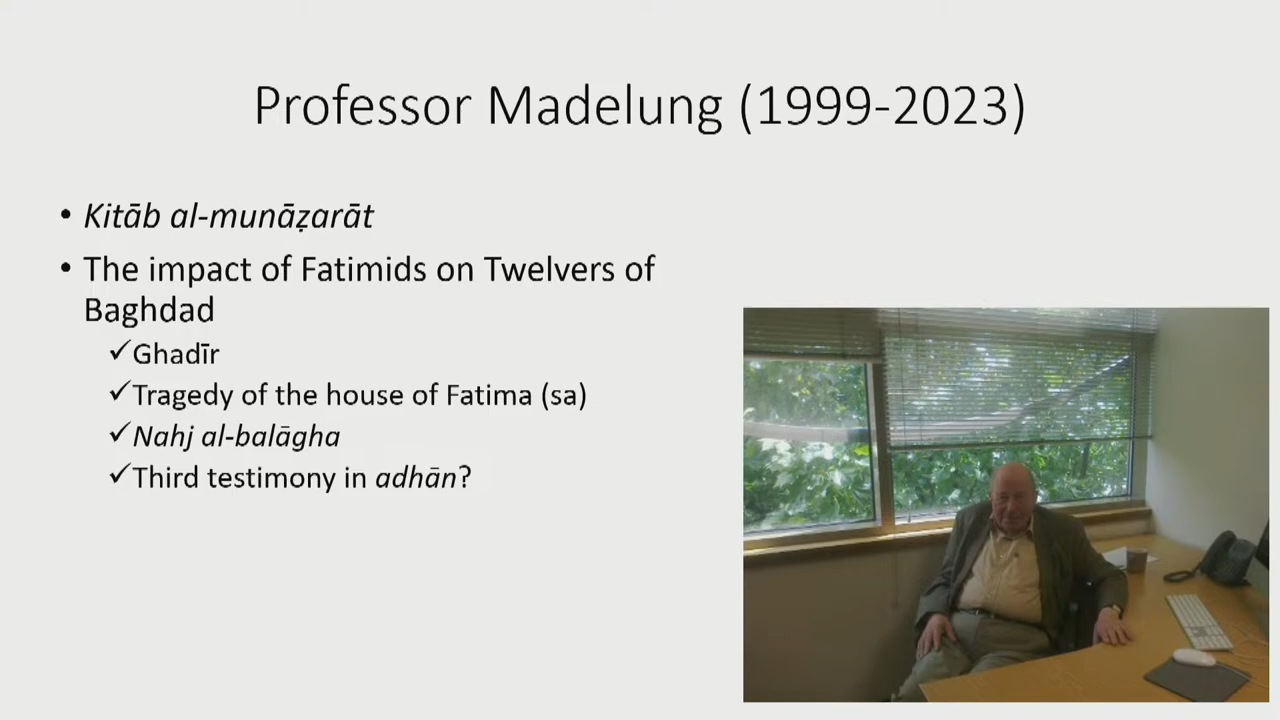 Professor Madelung (1999-2023)
• Kitāb al-munāẓarāt
• The impact of Fatimids on Twelvers of
Baghdad
✓Ghadīr
✓Tragedy of the house of Fatima (sa)
✓Nahj al-balāgha
✓Third testimony in adhān?